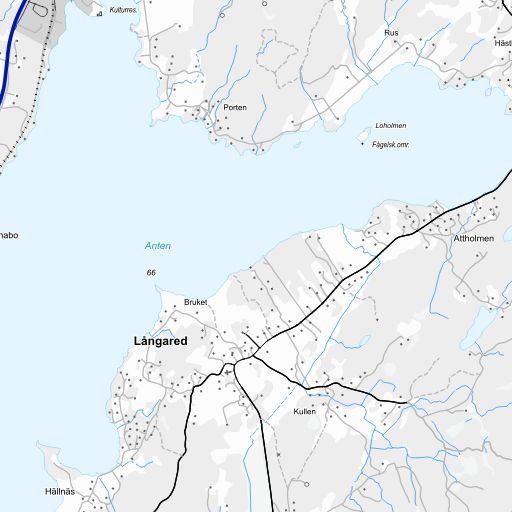 Kulturres.
Rus
Häst
Porten
Loholmen
Fågelsk.omr.
nabo
Anten
66
Attholmen
Bruket
Långared
Kullen
Hällnäs